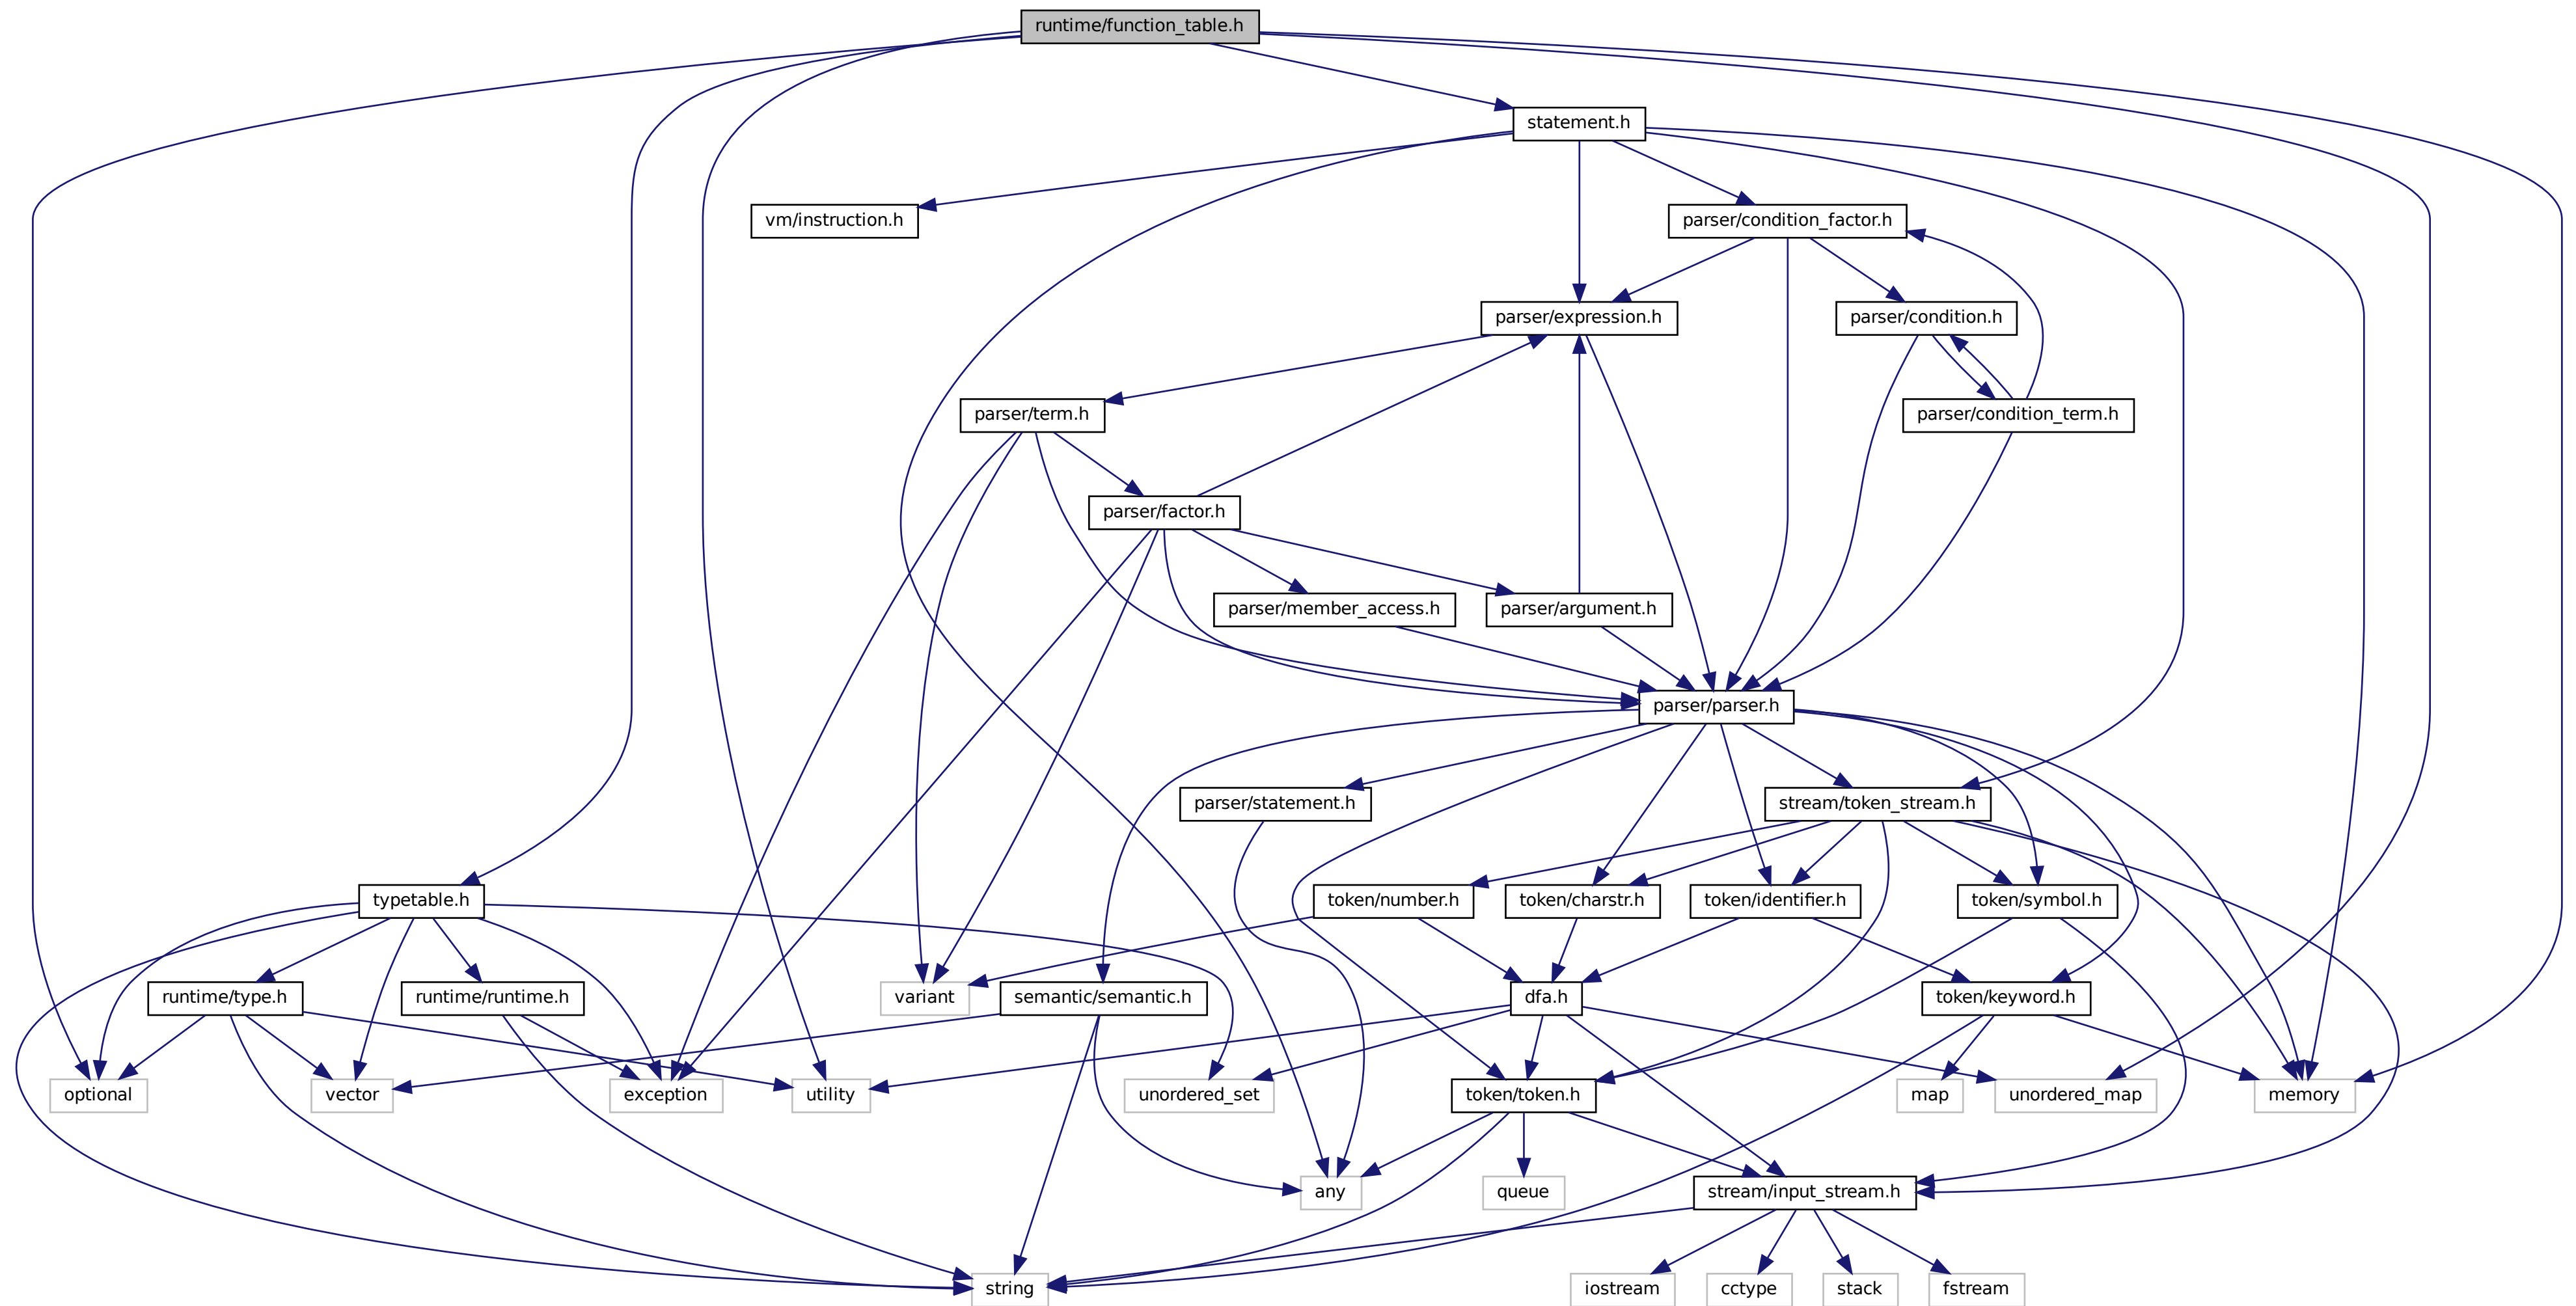 runtime/function_table.h
statement.h
vm/instruction.h
parser/condition_factor.h
parser/expression.h
parser/condition.h
parser/term.h
parser/condition_term.h
parser/factor.h
parser/member_access.h
parser/argument.h
parser/parser.h
parser/statement.h
stream/token_stream.h
typetable.h
token/number.h
token/charstr.h
token/identifier.h
token/symbol.h
runtime/type.h
runtime/runtime.h
variant
semantic/semantic.h
dfa.h
token/keyword.h
optional
vector
exception
utility
unordered_set
token/token.h
map
unordered_map
memory
any
queue
stream/input_stream.h
string
iostream
cctype
stack
fstream